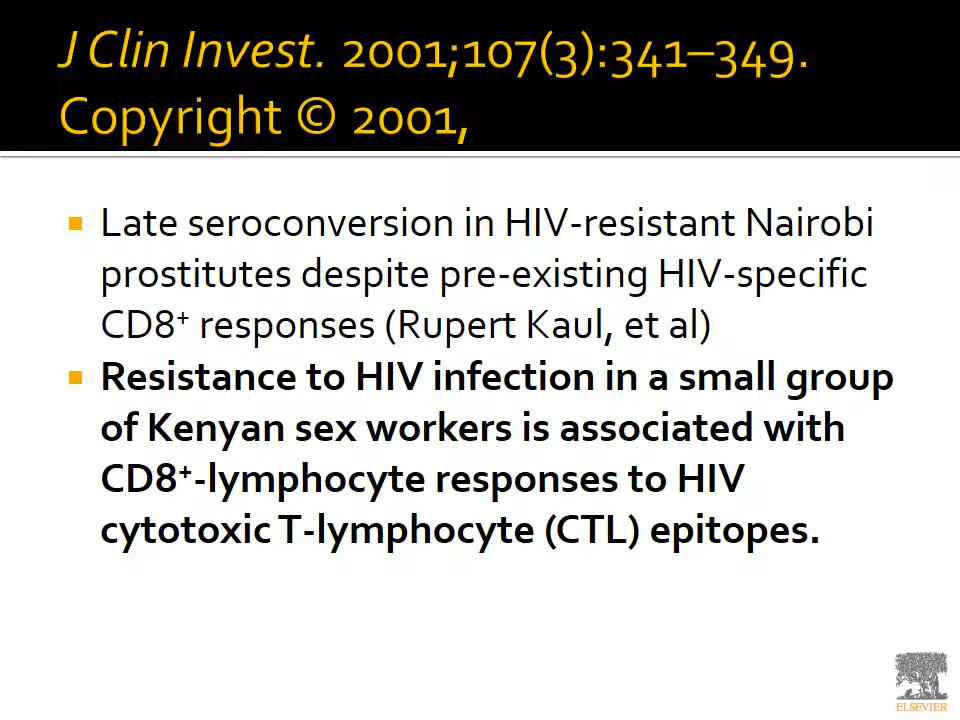 J Clin Invest. 2001;107(3):341–349.
Copyright © 2001,
Late seroconversion in HIV-resistant Nairobi
prostitutes despite pre-existing HIV-specific
CD8⁺ responses (Rupert Kaul, et al)
Resistance to HIV infection in a small group
of Kenyan sex workers is associated with
CD8⁺-lymphocyte responses to HIV
cytotoxic T-lymphocyte (CTL) epitopes.
ELSEVIER